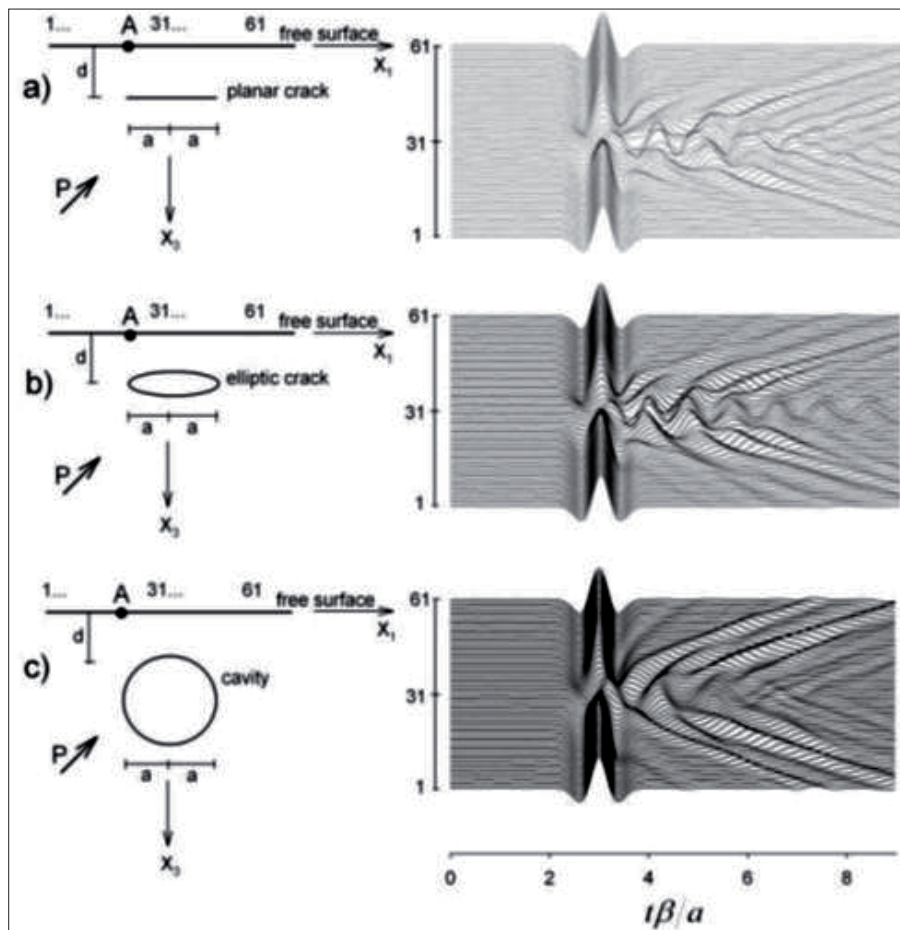 1... A 31... 61
free surface
X₁
d
a)
planar crack
a a
P
X₃
61
31
1
1... A 31... 61
free surface
X₁
d
b)
elliptic crack
a a
P
X₃
61
31
1
1... A 31... 61
free surface
X₁
d
c)
cavity
a a
P
X₃
61
31
1
0 2 4 6 8
tβ/a